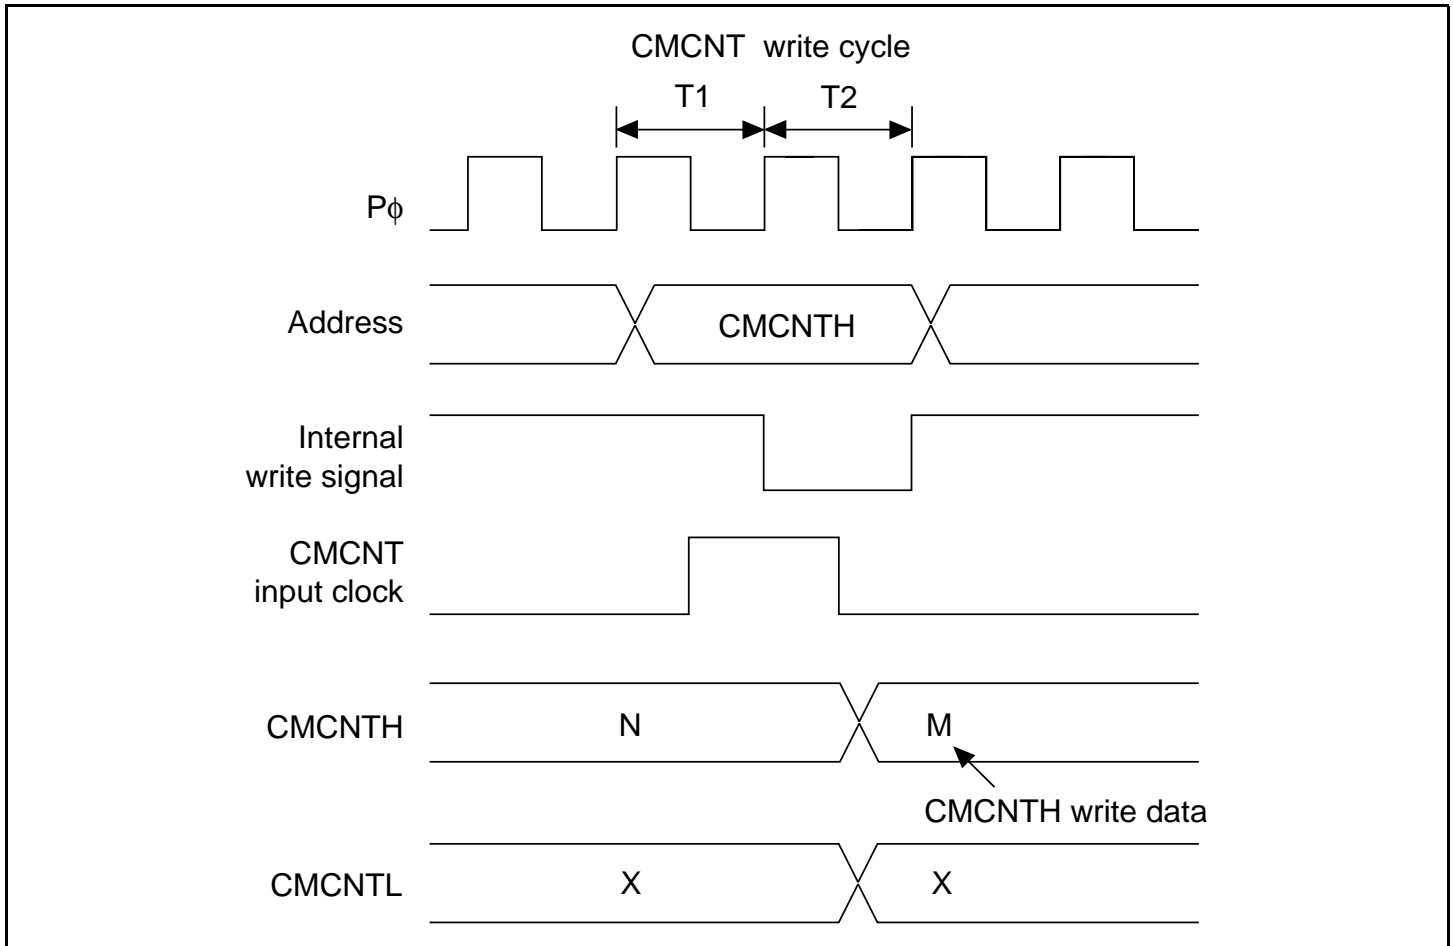 CMCNT write cycle
T1 T2
Pϕ
Address
CMCNTH
Internal
write signal
CMCNT
input clock
CMCNTH
N M
CMCNTH write data
CMCNTL
X X